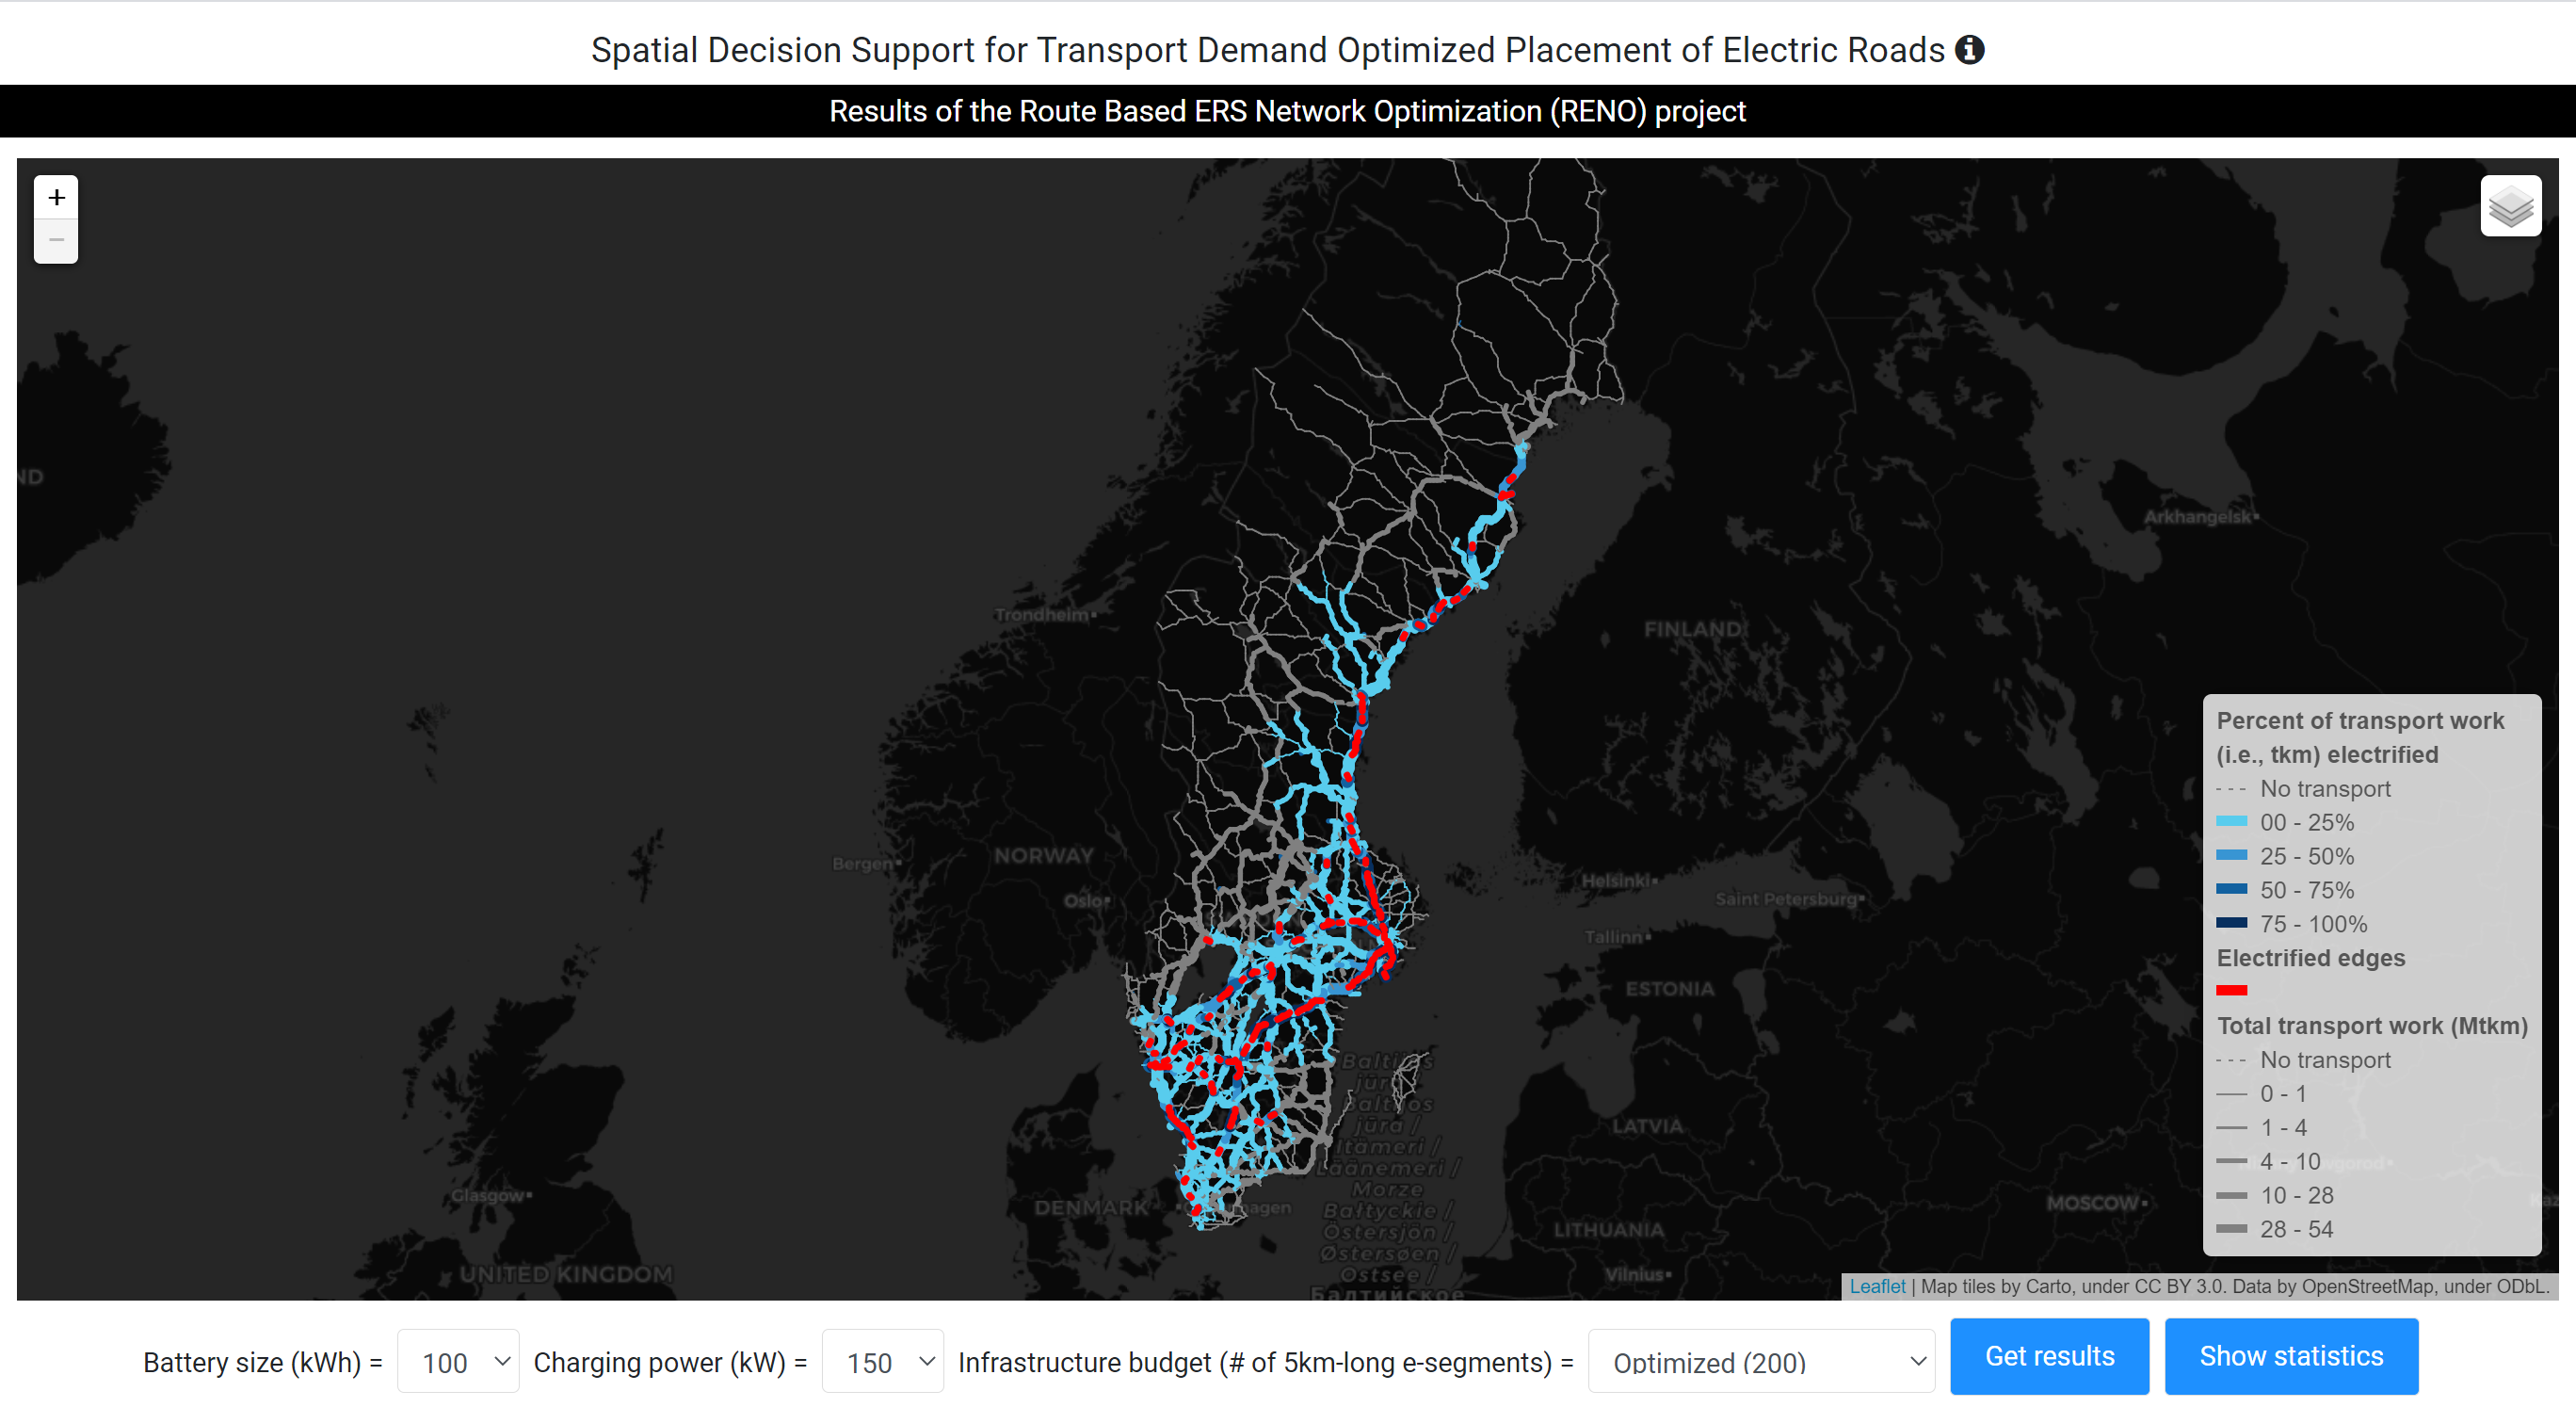 Spatial Decision Support for Transport Demand Optimized Placement of Electric Roads
Results of the Route Based ERS Network Optimization (RENO) project
+
−
ND
Arkhangelsk
Trondheim
FINLAND
NORWAY
Bergen
Oslo
Helsinki
Saint Petersburg
Tallinn
ESTONIA
LATVIA
Glasgow
DENMARK
MOSCOW
LITHUANIA
Vilnius
UNITED KINGDOM
jūra /
Itämeri /
Läänemeri /
Morze
Bałtyckie /
Östersjön /
Østersøen /
Ostsee /
Балтийское
Percent of transport work
(i.e., tkm) electrified
No transport
00 - 25%
25 - 50%
50 - 75%
75 - 100%
Electrified edges
Total transport work (Mtkm)
No transport
0 - 1
1 - 4
4 - 10
10 - 28
28 - 54
Leaflet | Map tiles by Carto, under CC BY 3.0. Data by OpenStreetMap, under ODbL.
Battery size (kWh) = 100 Charging power (kW) = 150 Infrastructure budget (# of 5km-long e-segments) = Optimized (200) Get results Show statistics